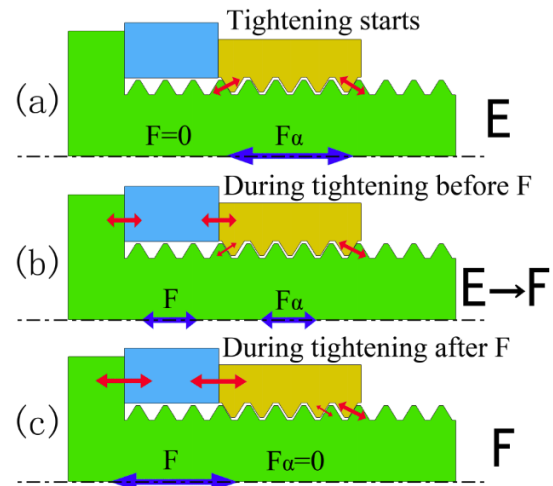 Tightening starts
(a)
F=0
Fα
E
During tightening before F
(b)
F
Fα
E→F
During tightening after F
(c)
F
Fα=0
F